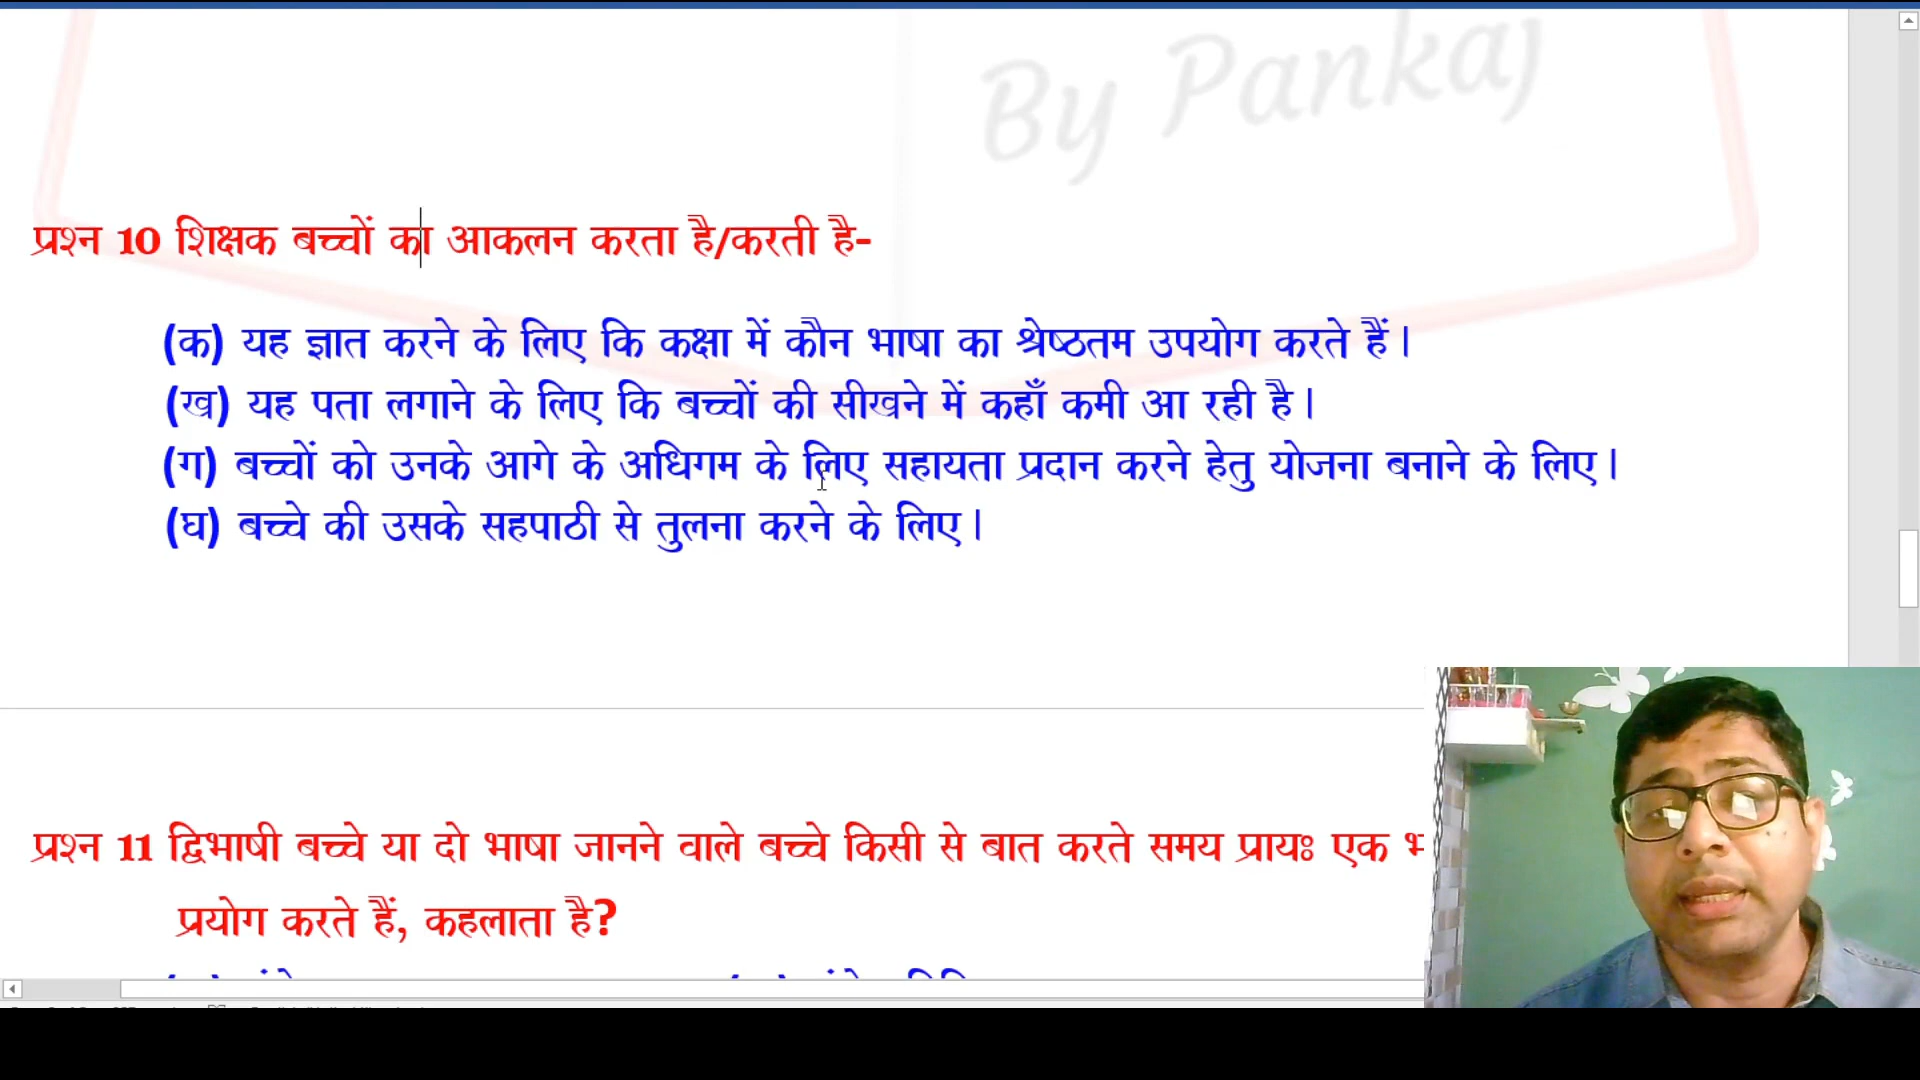 By Pankaj
प्रश्न 10 शिक्षक बच्चों का आकलन करता है/करती है-
(क) यह ज्ञात करने के लिए कि कक्षा में कौन भाषा का श्रेष्ठतम उपयोग करते हैं।
(ख) यह पता लगाने के लिए कि बच्चों की सीखने में कहाँ कमी आ रही है।
(ग) बच्चों को उनके आगे के अधिगम के लिए सहायता प्रदान करने हेतु योजना बनाने के लिए।
(घ) बच्चे की उसके सहपाठी से तुलना करने के लिए।
प्रश्न 11 द्विभाषी बच्चे या दो भाषा जानने वाले बच्चे किसी से बात करते समय प्रायः एक
प्रयोग करते हैं, कहलाता है?